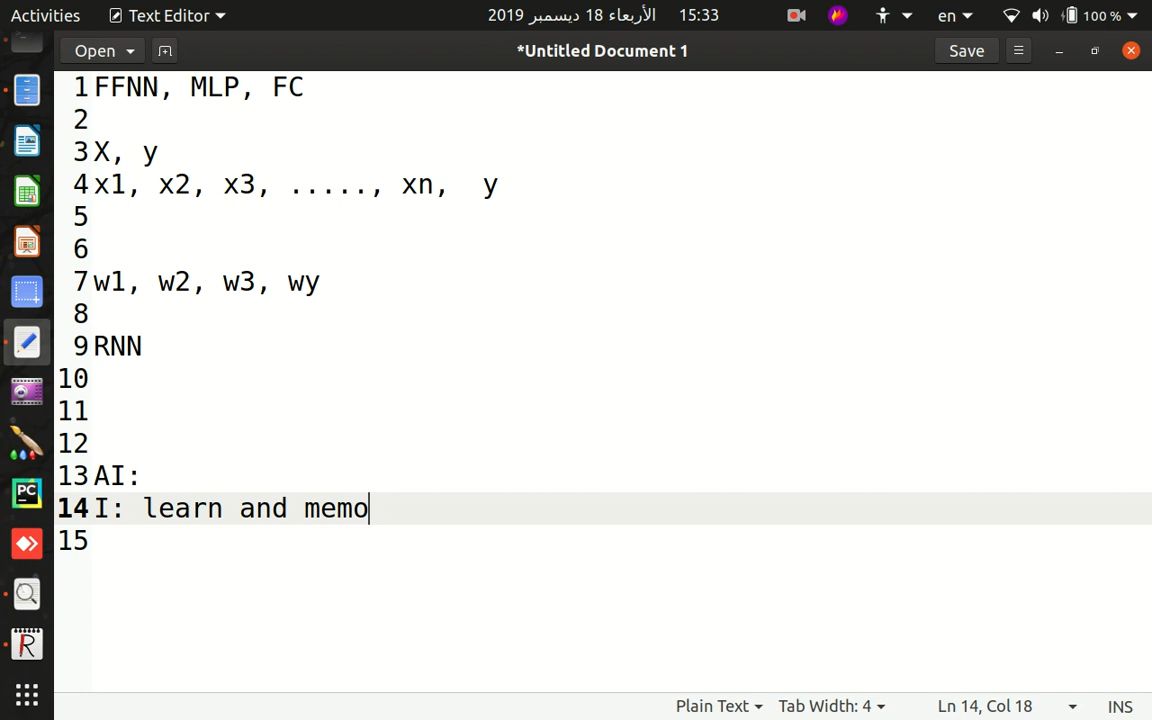 Activities Text Editor 2019 الأربعاء 18 ديسمبر 15:33 en 100 %
Open *Untitled Document 1 Save
1 FFNN, MLP, FC
2
3 X, y
4 x1, x2, x3, ....., xn, y
5
6
7 w1, w2, w3, wy
8
9 RNN
10
11
12
13 AI:
14 I: learn and memo
15
PC
R
Plain Text Tab Width: 4 Ln 14, Col 18 INS